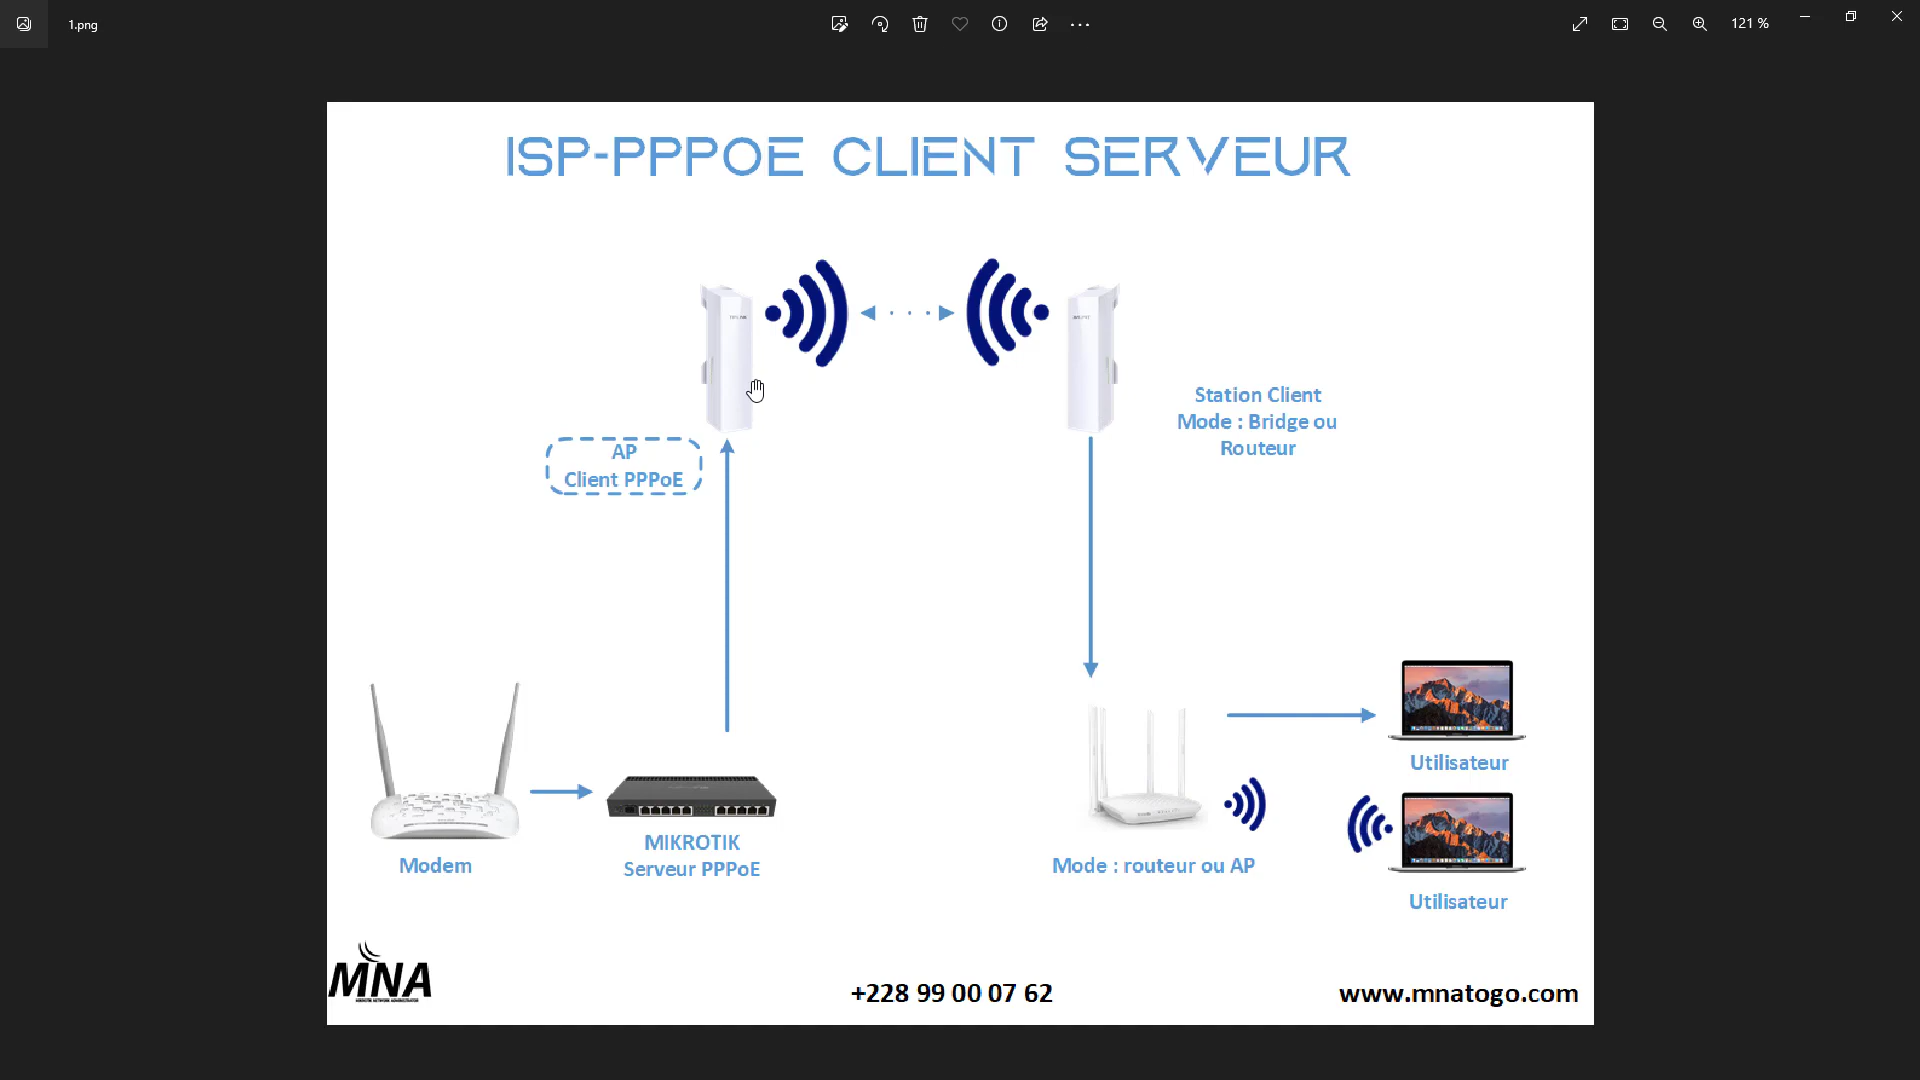 1.png
121 %
ISP-PPPOE CLIENT SERVEUR
Station Client
Mode : Bridge ou
Routeur
AP
Client PPPoE
Utilisateur
MIKROTIK
Serveur PPPoE
Modem
Mode : routeur ou AP
Utilisateur
MNA
+228 99 00 07 62
www.mnatogo.com